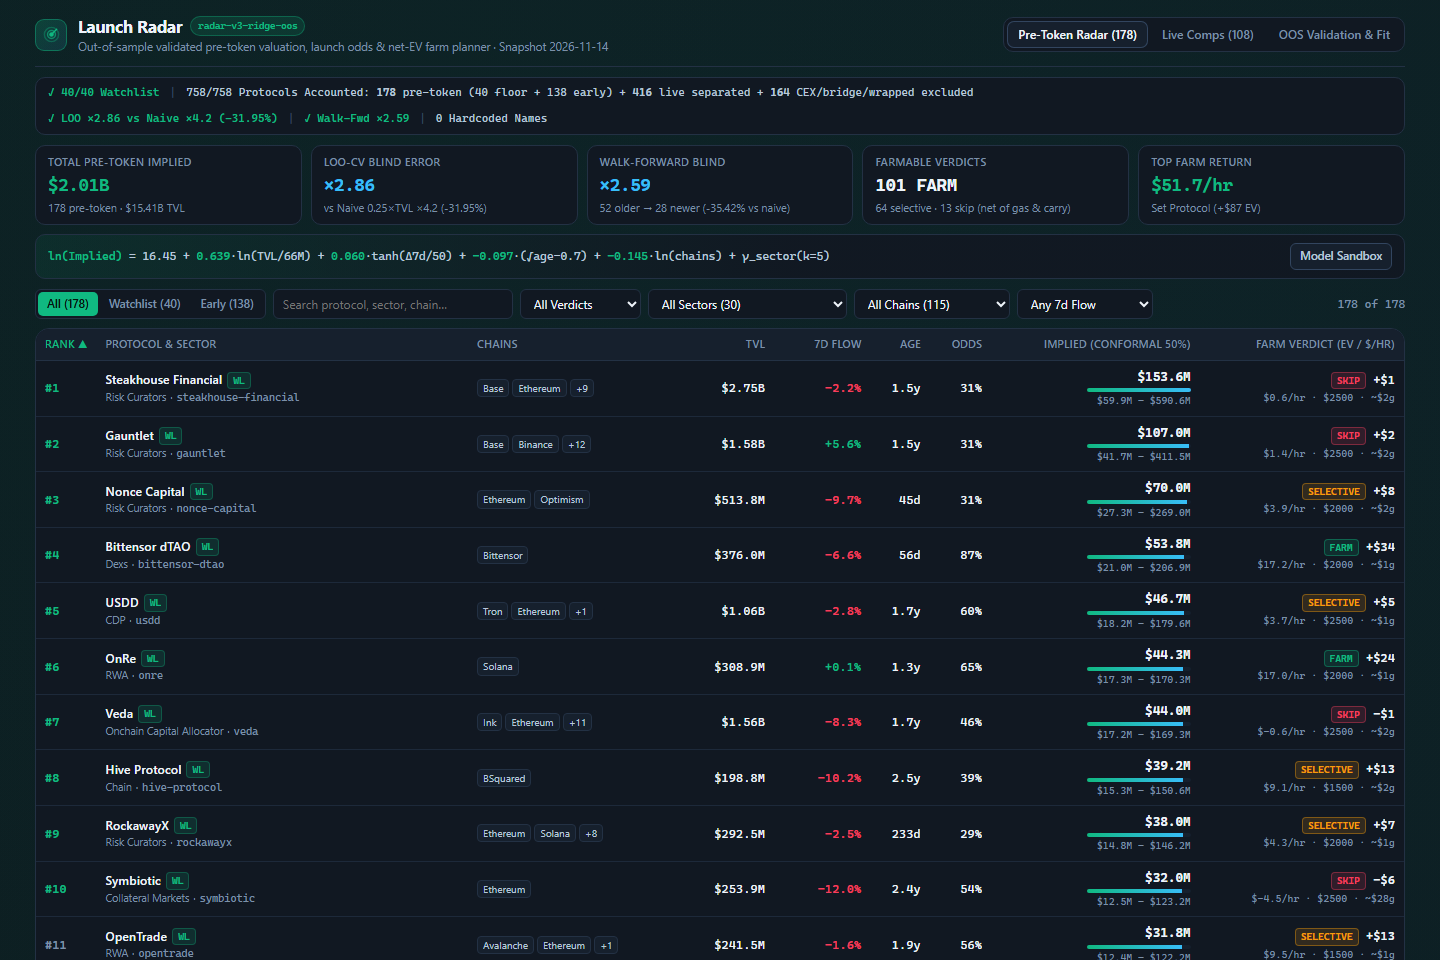 Launch Radar radar-v3-ridge-oos
Out-of-sample validated pre-token valuation, launch odds & net-EV farm planner · Snapshot 2026-11-14
Pre-Token Radar (178) Live Comps (108) OOS Validation & Fit
✓ 40/40 Watchlist | 758/758 Protocols Accounted: 178 pre-token (40 floor + 138 early) + 416 live separated + 164 CEX/bridge/wrapped excluded
✓ LOO ×2.86 vs Naive ×4.2 (−31.95%) | ✓ Walk-Fwd ×2.59 | 0 Hardcoded Names
TOTAL PRE-TOKEN IMPLIED
$2.01B
178 pre-token · $15.41B TVL
LOO-CV BLIND ERROR
×2.86
vs Naive 0.25×TVL ×4.2 (-31.95%)
WALK-FORWARD BLIND
×2.59
52 older → 28 newer (-35.42% vs naive)
FARMABLE VERDICTS
101 FARM
64 selective · 13 skip (net of gas & carry)
TOP FARM RETURN
$51.7/hr
Set Protocol (+$87 EV)
ln(Implied) = 16.45 + 0.639·ln(TVL/66M) + 0.060·tanh(Δ7d/50) + −0.097·(√age-0.7) + −0.145·ln(chains) + γ_sector(k=5)
Model Sandbox
All (178) Watchlist (40) Early (138) Search protocol, sector, chain... All Verdicts All Sectors (30) All Chains (115) Any 7d Flow 178 of 178
RANK ▲ PROTOCOL & SECTOR CHAINS TVL 7D FLOW AGE ODDS IMPLIED (CONFORMAL 50%) FARM VERDICT (EV / $/HR)
#1 Steakhouse Financial WL Base Ethereum +9 $2.75B −2.2% 1.5y 31% $153.6M SKIP +$1
Risk Curators · steakhouse-financial $59.9M − $590.6M $0.6/hr · $2500 · ~$2g
#2 Gauntlet WL Base Binance +12 $1.58B +5.6% 1.5y 31% $107.0M SKIP +$2
Risk Curators · gauntlet $41.7M − $411.5M $1.4/hr · $2500 · ~$2g
#3 Nonce Capital WL Ethereum Optimism $513.8M −9.7% 45d 31% $70.0M SELECTIVE +$8
Risk Curators · nonce-capital $27.3M − $269.0M $3.9/hr · $2000 · ~$2g
#4 Bittensor dTAO WL Bittensor $376.0M −6.6% 56d 87% $53.8M FARM +$34
Dexs · bittensor-dtao $21.0M − $206.9M $17.2/hr · $2000 · ~$1g
#5 USDD WL Tron Ethereum +1 $1.06B −2.8% 1.7y 60% $46.7M SELECTIVE +$5
CDP · usdd $18.2M − $179.6M $3.7/hr · $2500 · ~$1g
#6 OnRe WL Solana $308.9M +0.1% 1.3y 65% $44.3M FARM +$24
RWA · onre $17.3M − $170.3M $17.0/hr · $2000 · ~$1g
#7 Veda WL Ink Ethereum +11 $1.56B −8.3% 1.7y 46% $44.0M SKIP −$1
Onchain Capital Allocator · veda $17.2M − $169.3M $−0.6/hr · $2500 · ~$2g
#8 Hive Protocol WL BSquared $198.8M −10.2% 2.5y 39% $39.2M SELECTIVE +$13
Chain · hive-protocol $15.3M − $150.6M $9.1/hr · $1500 · ~$2g
#9 RockawayX WL Ethereum Solana +8 $292.5M −2.5% 233d 29% $38.0M SELECTIVE +$7
Risk Curators · rockawayx $14.8M − $146.2M $4.3/hr · $2000 · ~$1g
#10 Symbiotic WL Ethereum $253.9M −12.0% 2.4y 54% $32.0M SKIP −$6
Collateral Markets · symbiotic $12.5M − $123.2M $−4.5/hr · $2500 · ~$28g
#11 OpenTrade WL Avalanche Ethereum +1 $241.5M −1.6% 1.9y 56% $31.8M SELECTIVE +$13
RWA · opentrade $12.4M − $122.2M $9.5/hr · $1500 · ~$1g